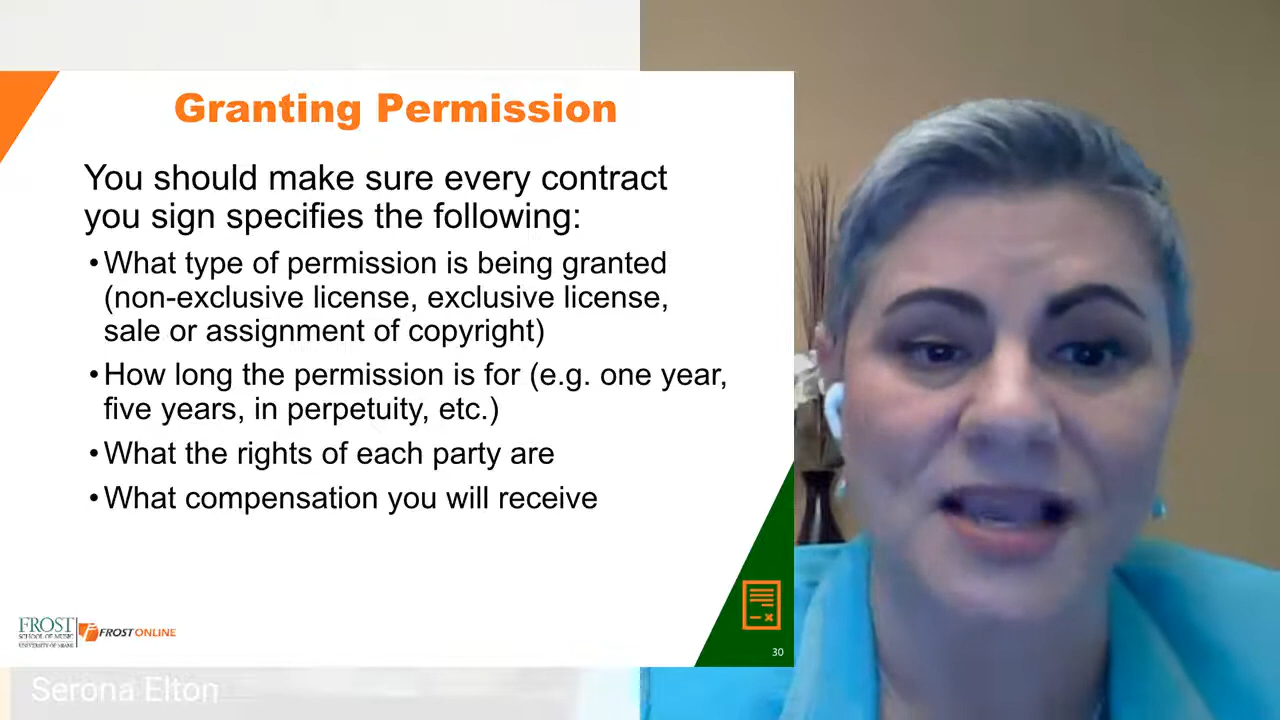 Granting Permission
You should make sure every contract
you sign specifies the following:
•What type of permission is being granted
(non-exclusive license, exclusive license,
sale or assignment of copyright)
•How long the permission is for (e.g. one year,
five years, in perpetuity, etc.)
•What the rights of each party are
•What compensation you will receive
FROST
SCHOOL OF MUSIC
UNIVERSITY OF MIAMI
FROST ONLINE
30
Serona Elton